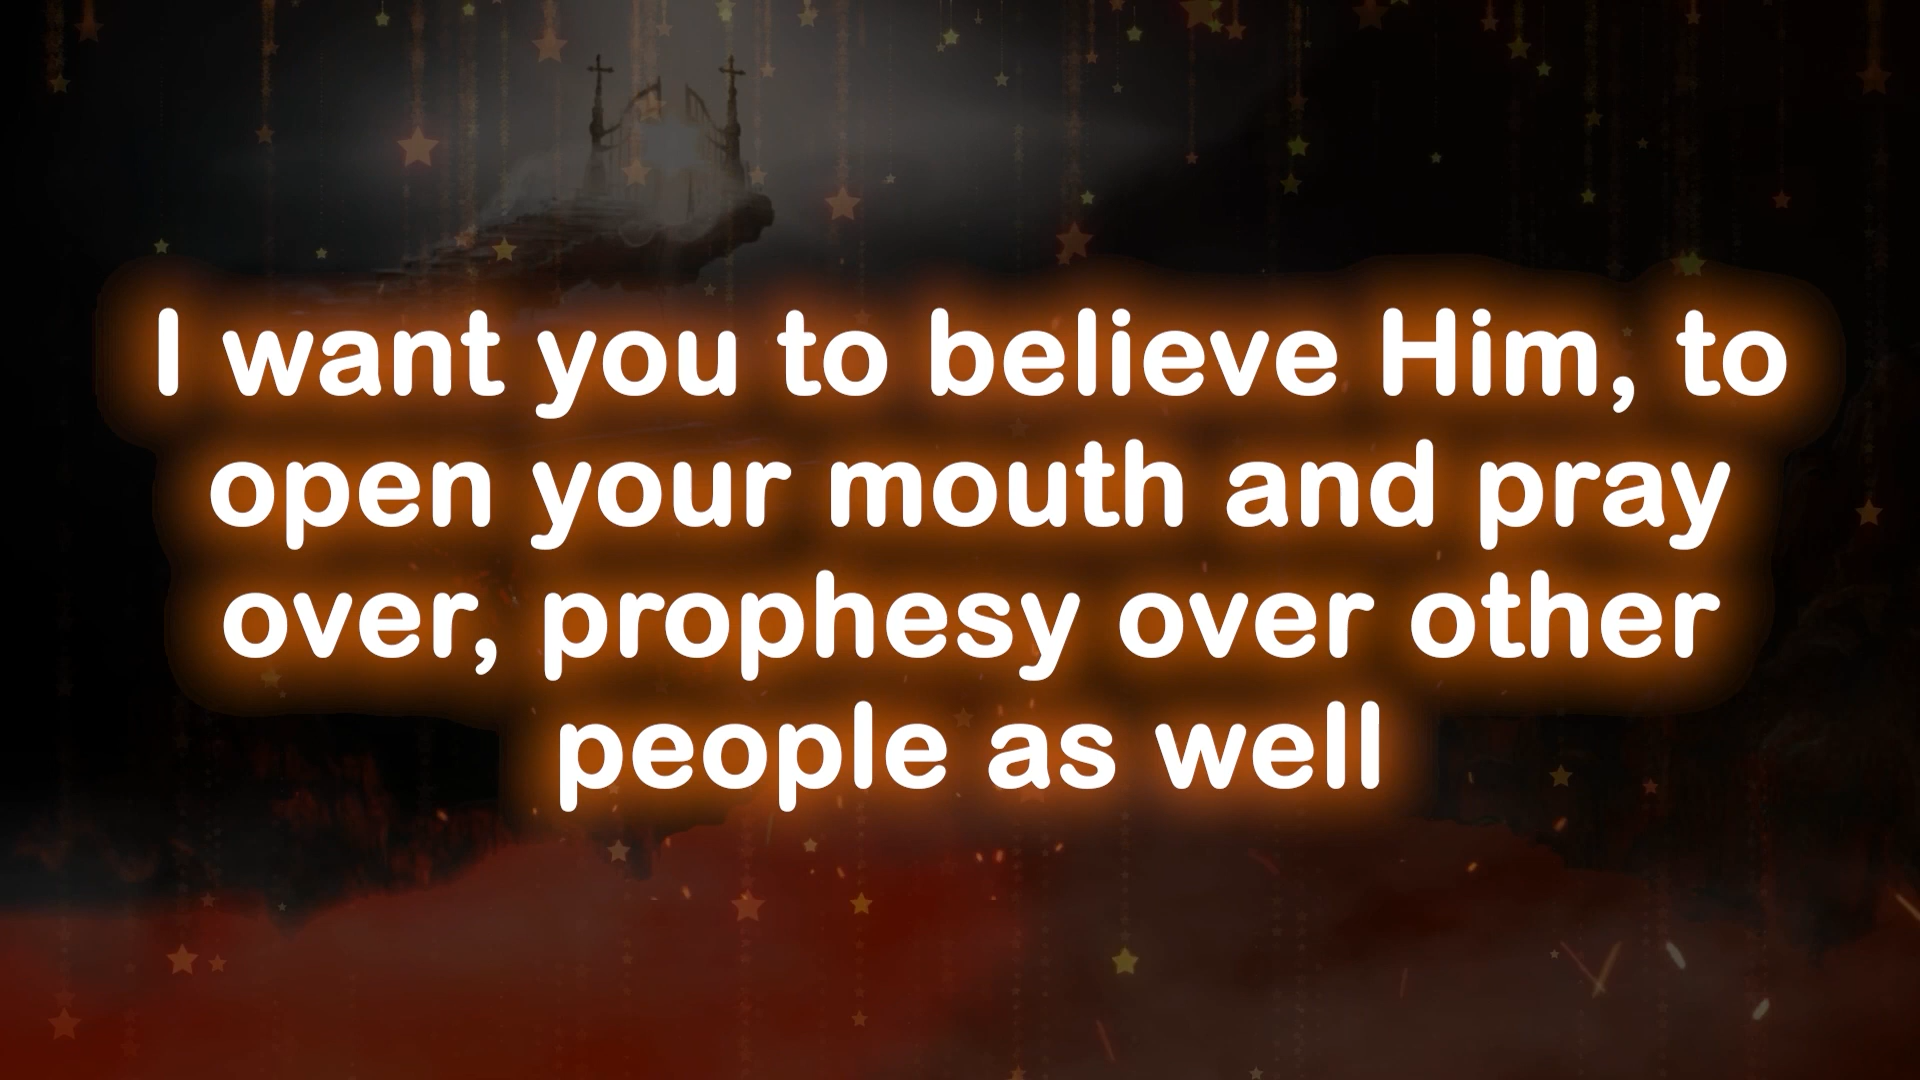 I want you to believe Him, to
open your mouth and pray
over, prophesy over other
people as well